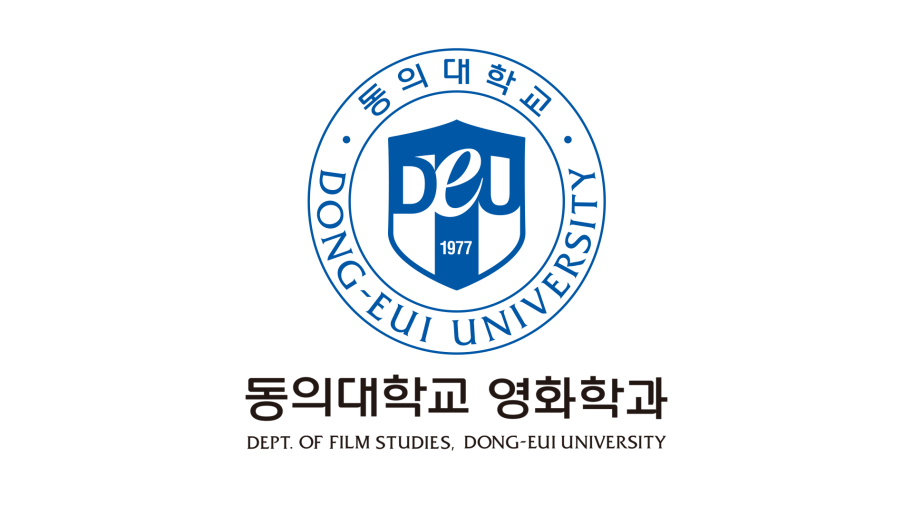 동의대학교
DeU
1977
DONG-EUI UNIVERSITY
동의대학교 영화학과
DEPT. OF FILM STUDIES, DONG-EUI UNIVERSITY